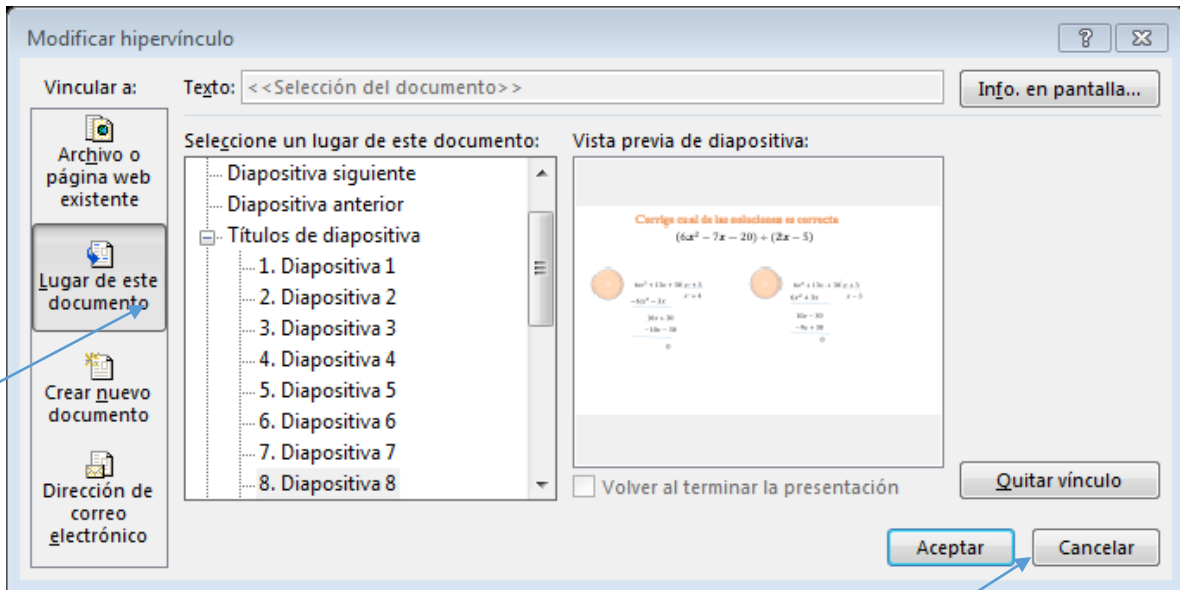 Modificar hipervínculo
Vincular a:
Texto: <<Selección del documento>>
Info. en pantalla...
Archivo o
página web
existente
Lugar de este
documento
Crear nuevo
documento
Dirección de
correo
electrónico
Seleccione un lugar de este documento:
Diapositiva siguiente
Diapositiva anterior
Títulos de diapositiva
1. Diapositiva 1
2. Diapositiva 2
3. Diapositiva 3
4. Diapositiva 4
5. Diapositiva 5
6. Diapositiva 6
7. Diapositiva 7
8. Diapositiva 8
Vista previa de diapositiva:
Corrige cual de las soluciones es correcta
(6x² − 7x − 20) ÷ (2x − 5)
Volver al terminar la presentación
Quitar vínculo
Aceptar
Cancelar